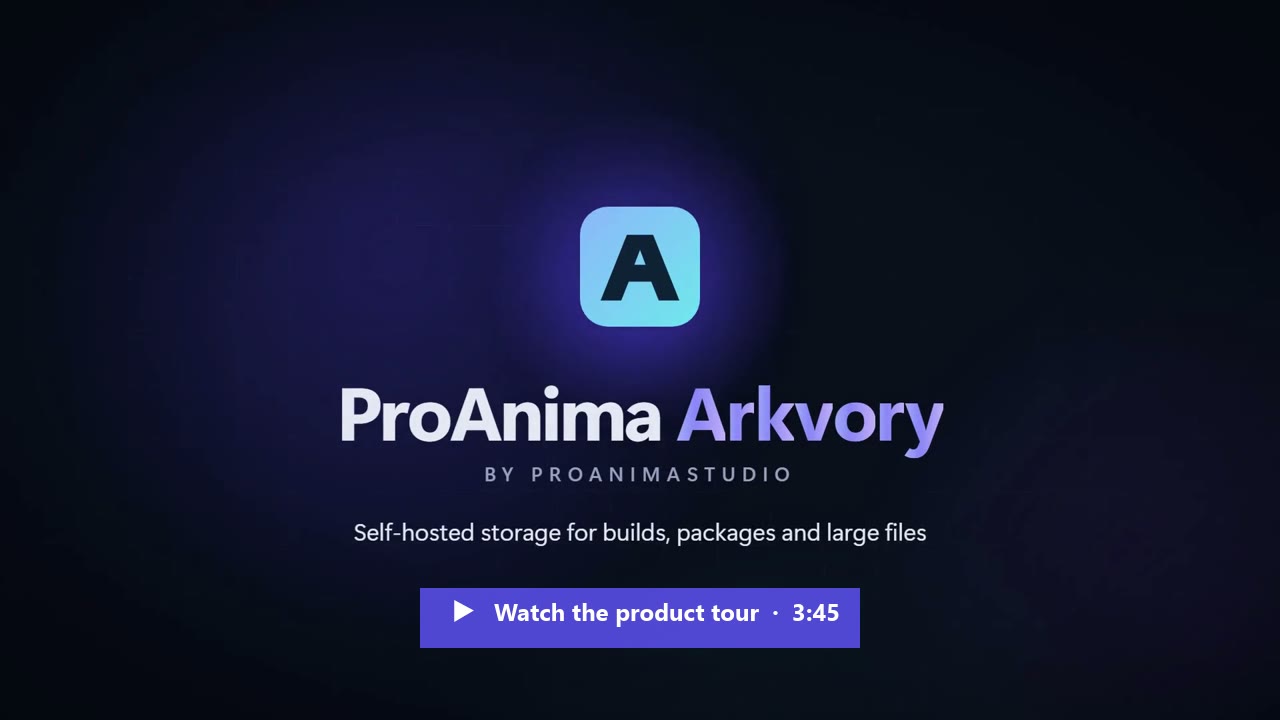 A
ProAnima Arkvory
BY PROANIMASTUDIO
Self-hosted storage for builds, packages and large files
▶ Watch the product tour · 3:45